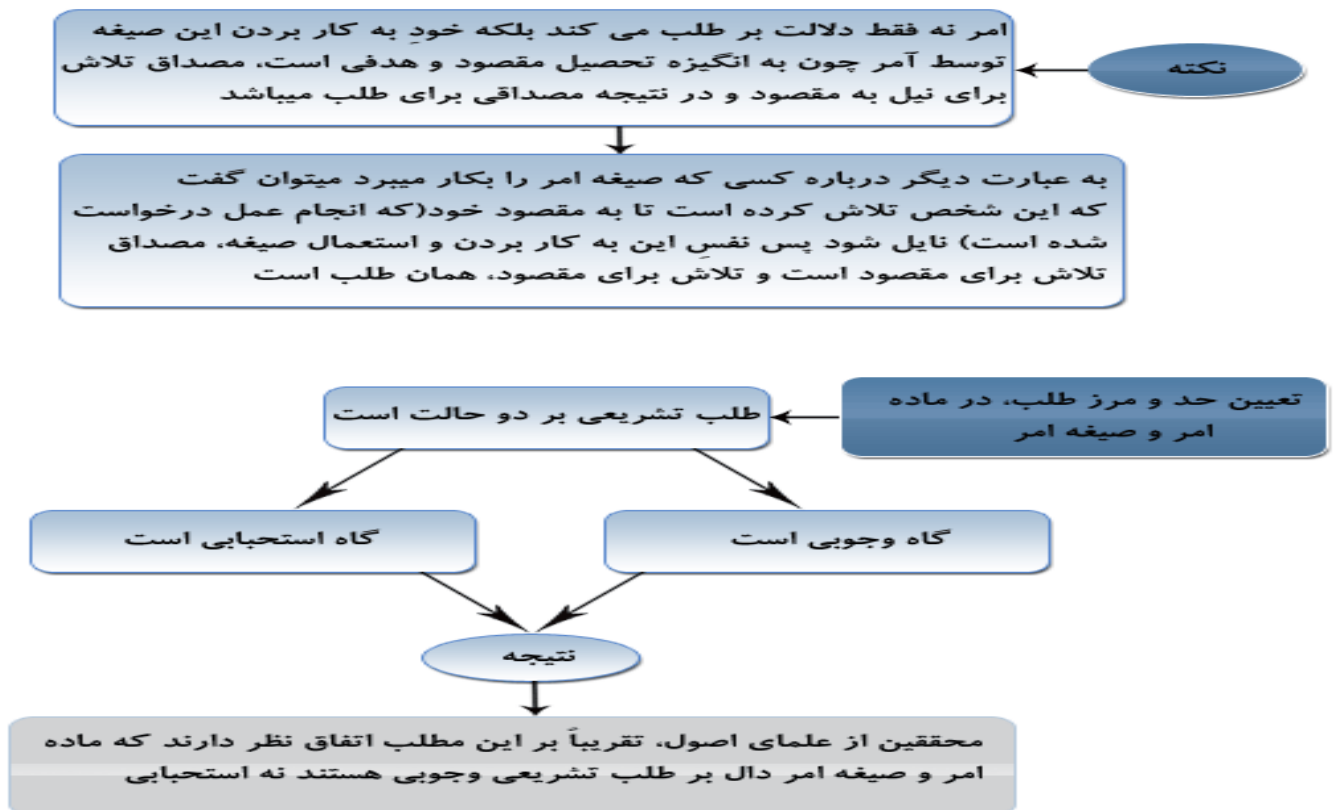 نکته
امر نه فقط دلالت بر طلب می کند بلکه خودِ به کار بردن این صیغه
توسط آمر چون به انگیزه تحصیل مقصود و هدفی است، مصداق تلاش
برای نیل به مقصود و در نتیجه مصداقی برای طلب میباشد
به عبارت دیگر درباره کسی که صیغه امر را بکار میبرد میتوان گفت
که این شخص تلاش کرده است تا به مقصود خود(که انجام عمل درخواست
شده است) نایل شود پس نفسِ این به کار بردن و استعمال صیغه، مصداق
تلاش برای مقصود است و تلاش برای مقصود، همان طلب است
تعیین حد و مرز طلب، در ماده
امر و صیغه امر
طلب تشریعی بر دو حالت است
گاه وجوبی است
گاه استحبابی است
نتیجه
محققین از علمای اصول، تقریباً بر این مطلب اتفاق نظر دارند که ماده
امر و صیغه امر دال بر طلب تشریعی وجوبی هستند نه استحبابی